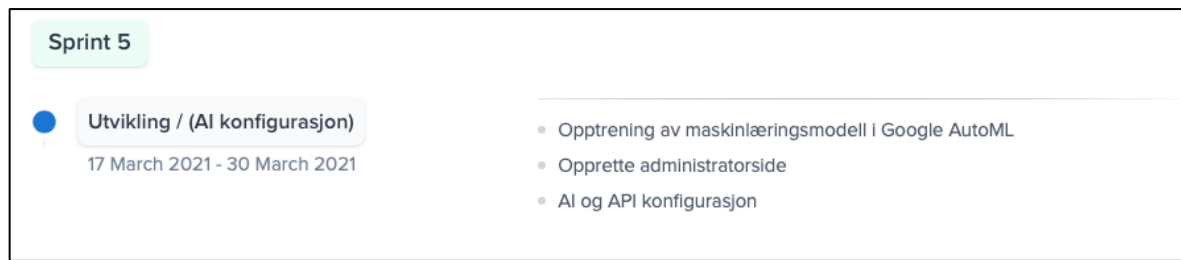 Sprint 5
Utvikling / (AI konfigurasjon)
17 March 2021 - 30 March 2021
Opptrening av maskinlæringsmodell i Google AutoML
Opprette administratorside
AI og API konfigurasjon